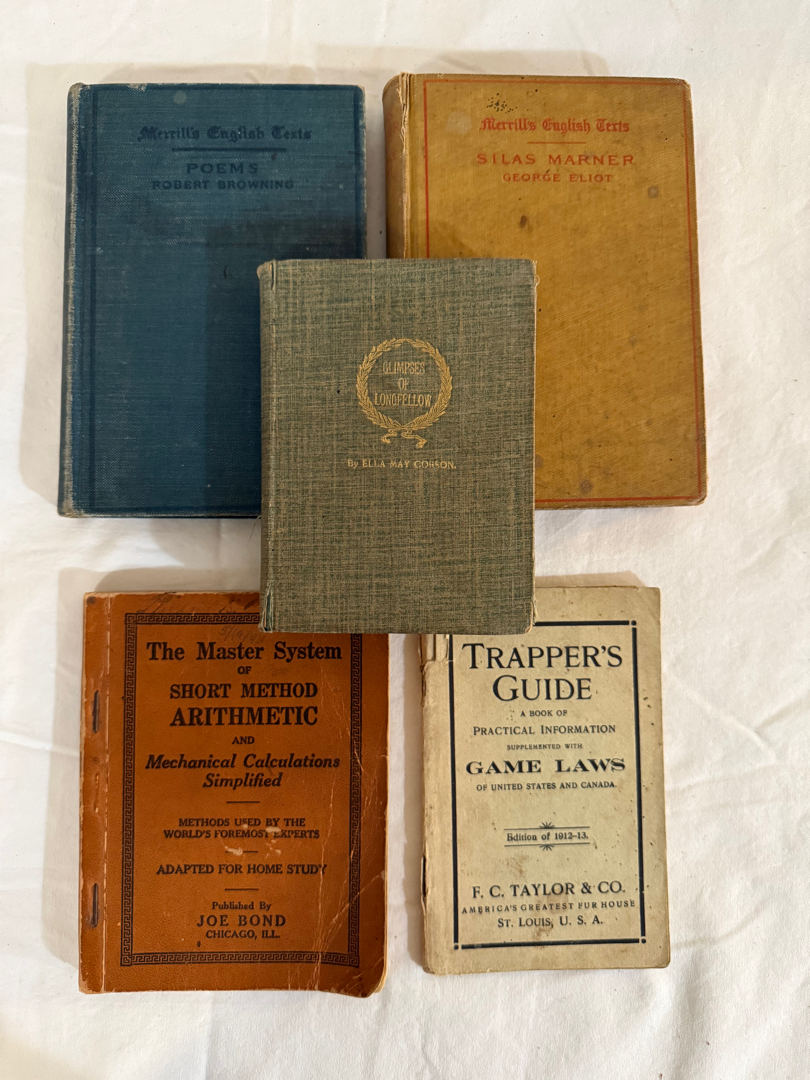 Merrill's English Texts
POEMS
ROBERT BROWNING
Merrill's English Texts
SILAS MARNER
GEORGE ELIOT
GLIMPSES
OF
LONGFELLOW
By ELLA MAY CORSON.
The Master System
OF
SHORT METHOD
ARITHMETIC
AND
Mechanical Calculations
Simplified
METHODS USED BY THE
WORLD'S FOREMOST EXPERTS
ADAPTED FOR HOME STUDY
Published By
JOE BOND
CHICAGO, ILL.
TRAPPER'S
GUIDE
A BOOK OF
PRACTICAL INFORMATION
SUPPLEMENTED WITH
GAME LAWS
OF UNITED STATES AND CANADA.
Edition of 1912-13.
F. C. TAYLOR & CO.
AMERICA'S GREATEST FUR HOUSE
ST. LOUIS, U. S. A.